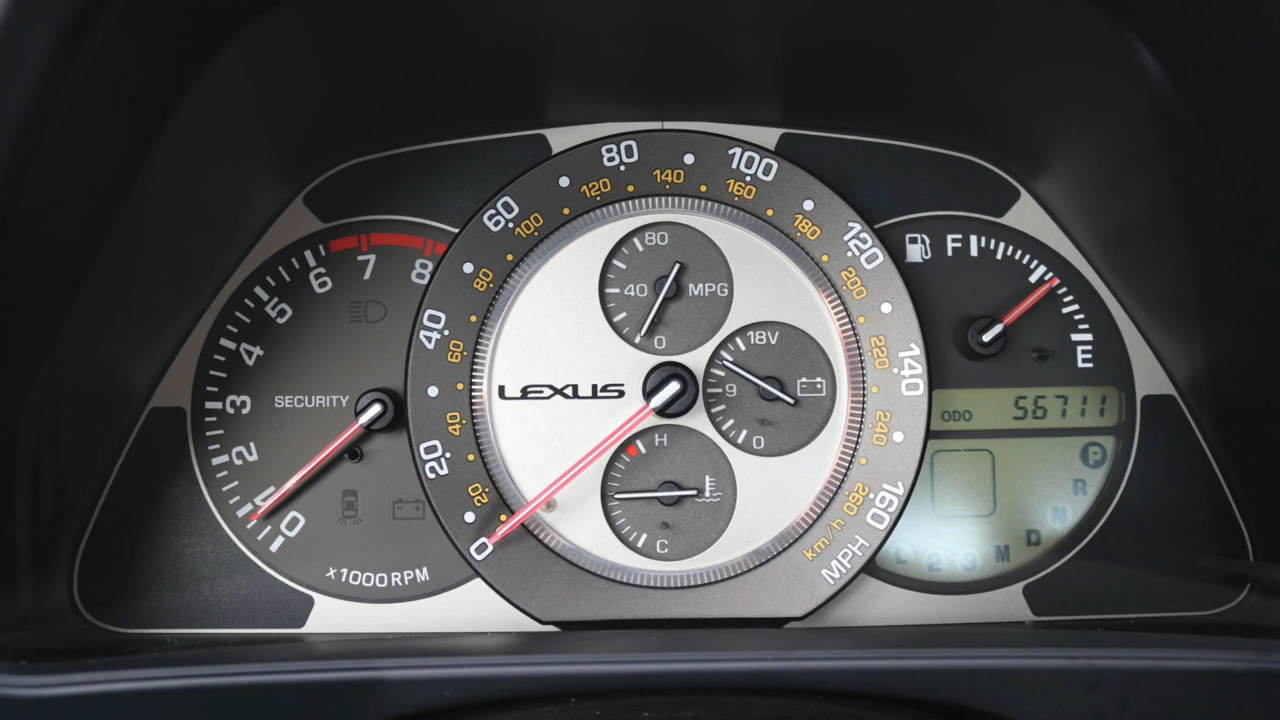 80 100
120 140 160
60 100 180 120
80 200
40 60 220 140
20 40 240
20 260 160
0 km/h
MPH
LEXUS
80
40 MPG
0
18V
9
0
H
C
8
7
6
5
4
3
2
1
0
SECURITY
x1000RPM
F
E
ODO 56711
P
R
N
D
M
L 2 3